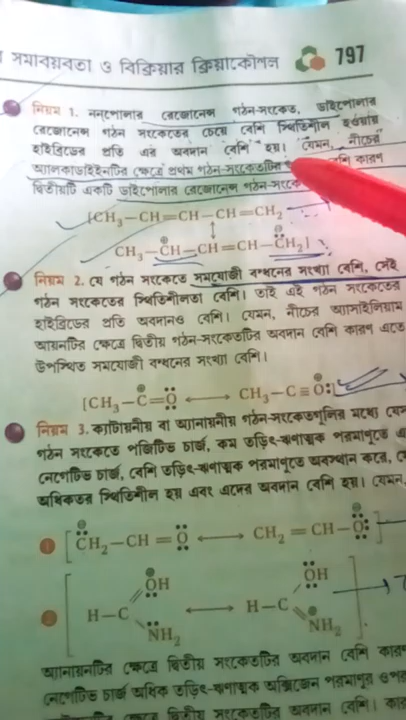 সমাবয়বতা ও বিক্রিয়ার ক্রিয়াকৌশল 797
নিয়ম 1. ননপোলার রেজোনেন্স গঠন-সংকেত, ডাইপোলার
রেজোনেন্স গঠন সংকেতের চেয়ে বেশি স্থিতিশীল হওয়ায়
হাইব্রিডের প্রতি এর অবদান বেশি হয়। যেমন, নীচের
অ্যালকাডাইইনটির ক্ষেত্রে প্রথম গঠন-সংকেতটির বেশি কারণ
দ্বিতীয়টি একটি ডাইপোলার রেজোনেন্স গঠন-সংকেত
[CH₃–CH=CH–CH=CH₂
↕
CH₃–CH–CH=CH–CH₂]
নিয়ম 2. যে গঠন সংকেতে সমযোজী বন্ধনের সংখ্যা বেশি, সেই
গঠন সংকেতের স্থিতিশীলতা বেশি। তাই এই গঠন সংকেতের
হাইব্রিডের প্রতি অবদানও বেশি। যেমন, নীচের অ্যাসাইলিয়াম
আয়নটির ক্ষেত্রে দ্বিতীয় গঠন-সংকেতটির অবদান বেশি কারণ এতে
উপস্থিত সমযোজী বন্ধনের সংখ্যা বেশি।
[CH₃–C⊕=O ⟷ CH₃–C≡O⊕:]
নিয়ম 3. ক্যাটায়নীয় বা অ্যানায়নীয় গঠন-সংকেতগুলির মধ্যে
গঠন সংকেতে পজিটিভ চার্জ, কম তড়িৎ-ঋণাত্মক পরমাণুতে
নেগেটিভ চার্জ, বেশি তড়িৎ-ঋণাত্মক পরমাণুতে অবস্থান করে,
অধিকতর স্থিতিশীল হয় এবং এদের অবদান বেশি হয়। যেমন,
1 [CH₂–CH=O ⟷ CH₂=CH–O]
2 [H–C OH NH₂ ⟷ H–C OH NH₂]
অ্যানায়নটির ক্ষেত্রে দ্বিতীয় সংকেতটির অবদান বেশি কারণ
নেগেটিভ চার্জ অধিক তড়িৎ-ঋণাত্মক অক্সিজেন পরমাণুর ওপর